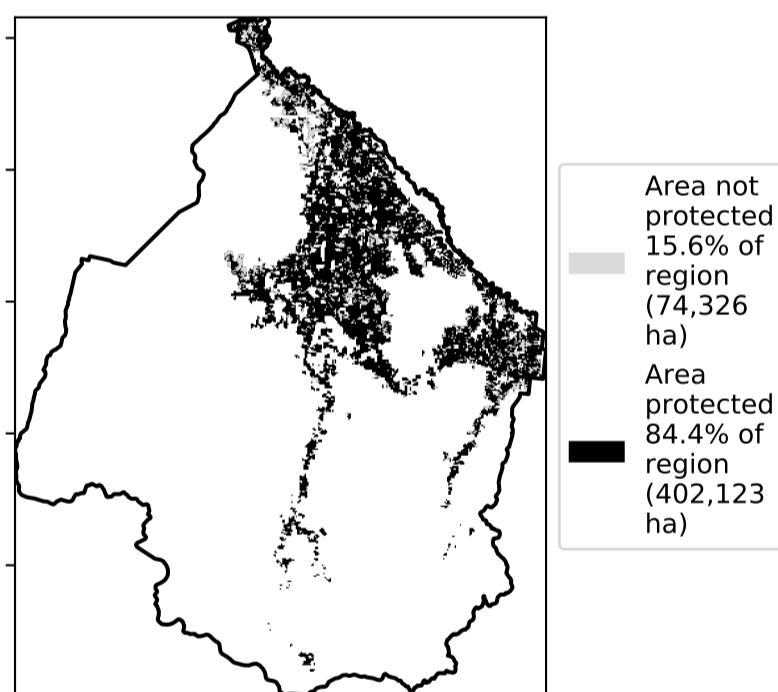 Area not
protected
15.6% of
region
(74,326
ha)
Area
protected
84.4% of
region
(402,123
ha)